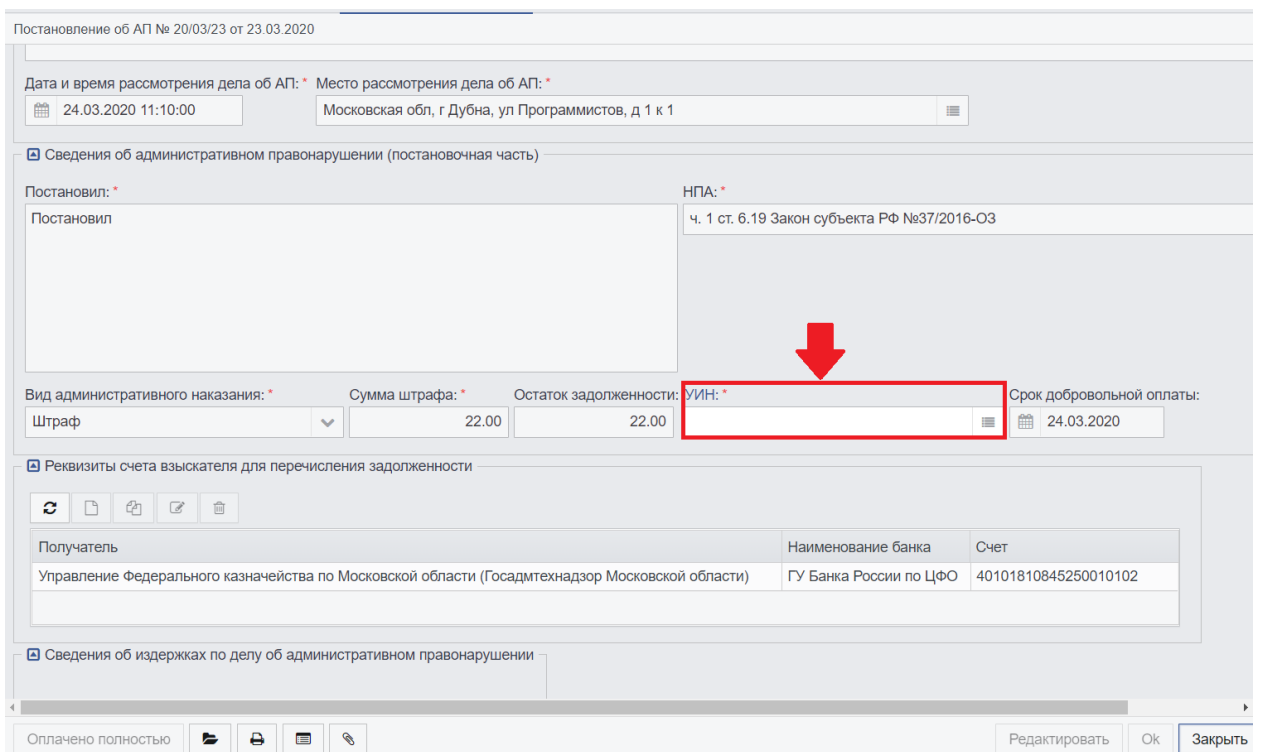 Постановление об АП № 20/03/23 от 23.03.2020
Дата и время рассмотрения дела об АП: * Место рассмотрения дела об АП: *
24.03.2020 11:10:00 Московская обл, г Дубна, ул Программистов, д 1 к 1
Сведения об административном правонарушении (постановочная часть)
Постановил: * НПА: *
Постановил ч. 1 ст. 6.19 Закон субъекта РФ №37/2016-ОЗ
Вид административного наказания: * Сумма штрафа: * Остаток задолженности: УИН: * Срок добровольной оплаты:
Штраф 22.00 22.00 24.03.2020
Реквизиты счета взыскателя для перечисления задолженности
Получатель Наименование банка Счет
Управление Федерального казначейства по Московской области (Госадмтехнадзор Московской области) ГУ Банка России по ЦФО 40101810845250010102
Сведения об издержках по делу об административном правонарушении
Оплачено полностью Редактировать Ok Закрыть